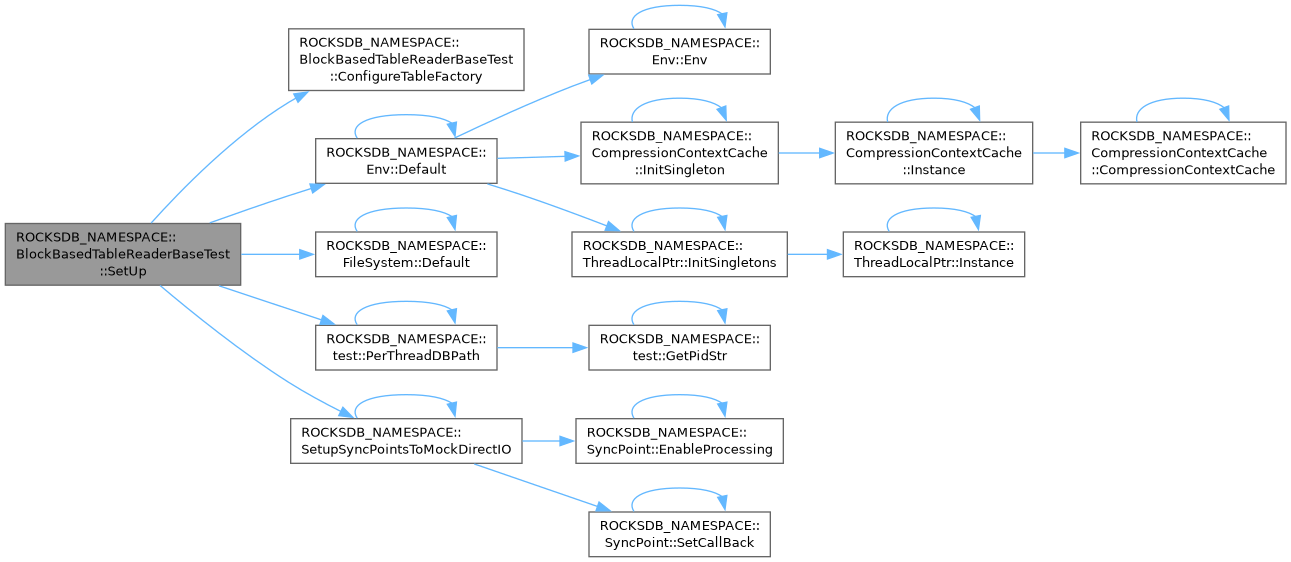 ROCKSDB_NAMESPACE::
BlockBasedTableReaderBaseTest
::SetUp
ROCKSDB_NAMESPACE::
BlockBasedTableReaderBaseTest
::ConfigureTableFactory
ROCKSDB_NAMESPACE::
Env::Default
ROCKSDB_NAMESPACE::
Env::Env
ROCKSDB_NAMESPACE::
CompressionContextCache
::InitSingleton
ROCKSDB_NAMESPACE::
CompressionContextCache
::Instance
ROCKSDB_NAMESPACE::
CompressionContextCache
::CompressionContextCache
ROCKSDB_NAMESPACE::
ThreadLocalPtr::InitSingletons
ROCKSDB_NAMESPACE::
ThreadLocalPtr::Instance
ROCKSDB_NAMESPACE::
FileSystem::Default
ROCKSDB_NAMESPACE::
test::PerThreadDBPath
ROCKSDB_NAMESPACE::
test::GetPidStr
ROCKSDB_NAMESPACE::
SetupSyncPointsToMockDirectIO
ROCKSDB_NAMESPACE::
SyncPoint::EnableProcessing
ROCKSDB_NAMESPACE::
SyncPoint::SetCallBack